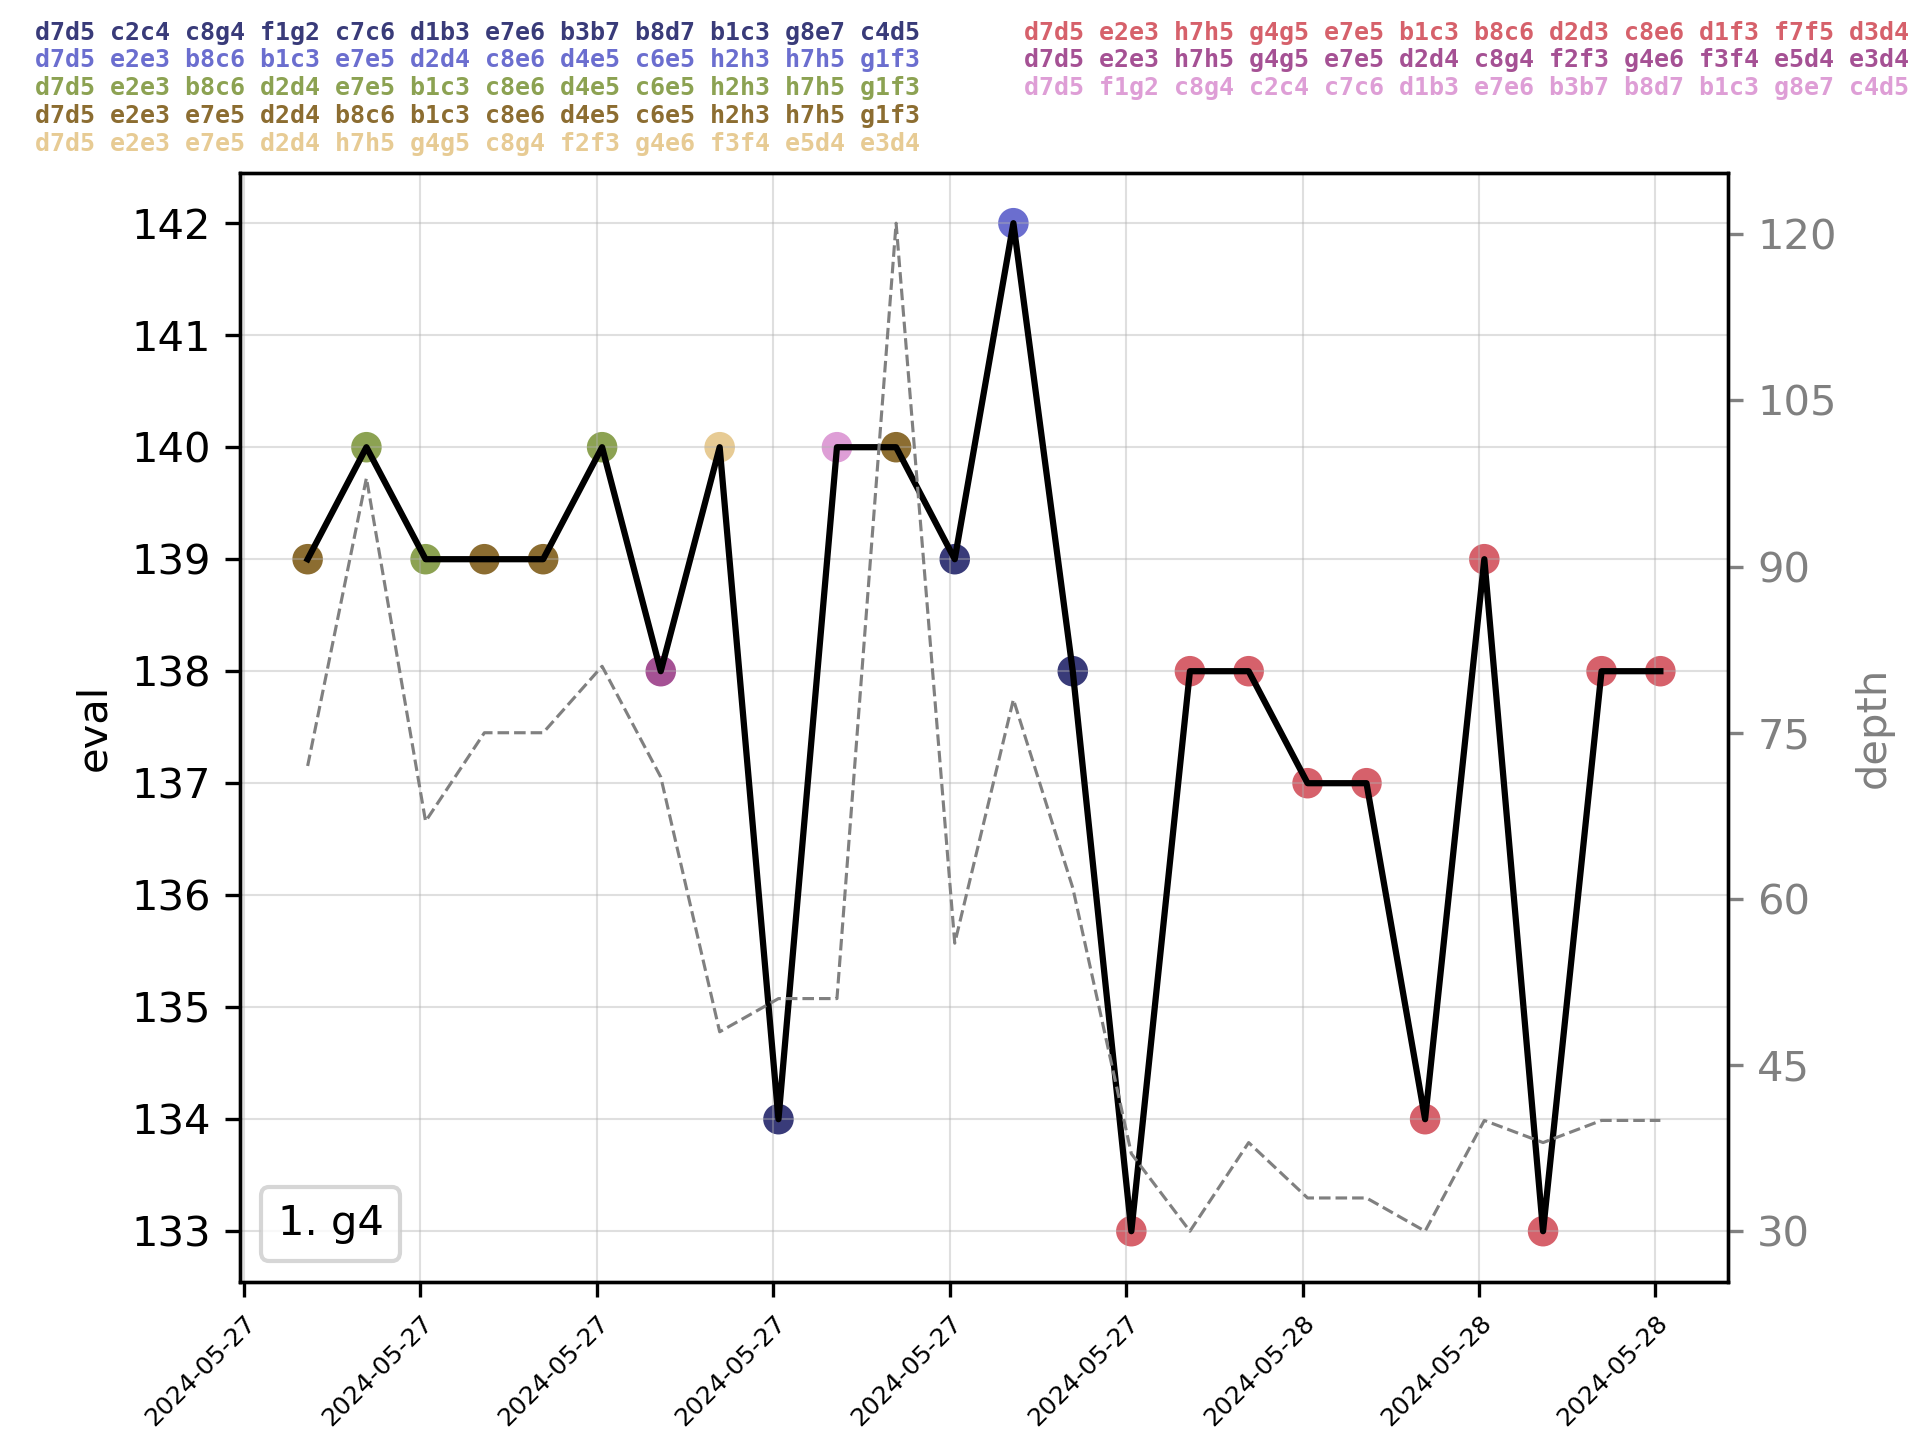 d7d5 c2c4 c8g4 f1g2 c7c6 d1b3 e7e6 b3b7 b8d7 b1c3 g8e7 c4d5
d7d5 e2e3 b8c6 b1c3 e7e5 d2d4 c8e6 d4e5 c6e5 h2h3 h7h5 g1f3
d7d5 e2e3 b8c6 d2d4 e7e5 b1c3 c8e6 d4e5 c6e5 h2h3 h7h5 g1f3
d7d5 e2e3 e7e5 d2d4 b8c6 b1c3 c8e6 d4e5 c6e5 h2h3 h7h5 g1f3
d7d5 e2e3 e7e5 d2d4 h7h5 g4g5 c8g4 f2f3 g4e6 f3f4 e5d4 e3d4
d7d5 e2e3 h7h5 g4g5 e7e5 b1c3 b8c6 d2d3 c8e6 d1f3 f7f5 d3d4
d7d5 e2e3 h7h5 g4g5 e7e5 d2d4 c8g4 f2f3 g4e6 f3f4 e5d4 e3d4
d7d5 f1g2 c8g4 c2c4 c7c6 d1b3 e7e6 b3b7 b8d7 b1c3 g8e7 c4d5
142
141
140
139
138
137
136
135
134
133
eval
120
105
90
75
60
45
30
depth
1. g4
2024-05-27
2024-05-27
2024-05-27
2024-05-27
2024-05-27
2024-05-27
2024-05-28
2024-05-28
2024-05-28